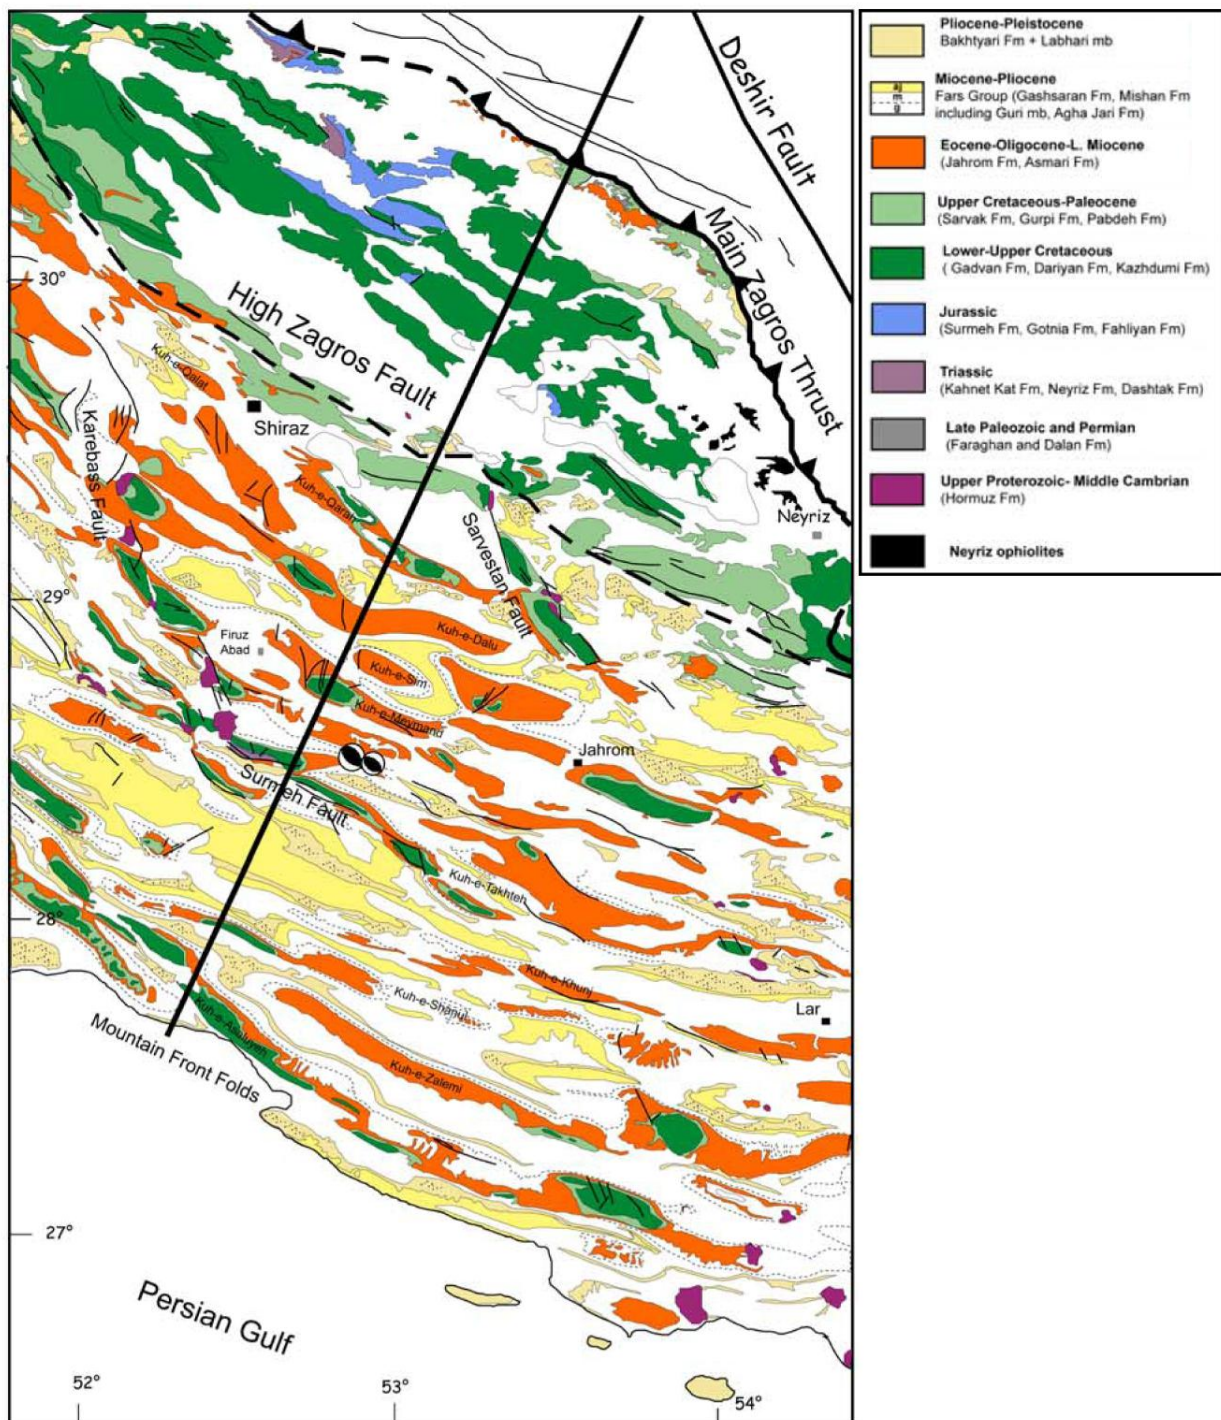 Deshir Fault
Main Zagros Thrust
30°
High Zagros Fault
Kuh-e-Qalat
Shiraz
Karebass Fault
Kuh-e-Qarah
Neyriz
Sarvestan Fault
29°
Firuz
Abad
Kuh-e-Dalu
Kuh-e-Sim
Kuh-e-Meymand
Jahrom
Surmeh Fault
Kuh-e-Takhteh
28°
Kuh-e-Khunj
Kuh-e-Shanul
Lar
Kuh-e-Asaluyeh
Mountain Front Folds
Kuh-e-Zalemi
27°
Persian Gulf
52°
53°
54°
Pliocene-Pleistocene
Bakhtyari Fm + Labhari mb
aj
m
g
Miocene-Pliocene
Fars Group (Gashsaran Fm, Mishan Fm
including Guri mb, Agha Jari Fm)
Eocene-Oligocene-L. Miocene
(Jahrom Fm, Asmari Fm)
Upper Cretaceous-Paleocene
(Sarvak Fm, Gurpi Fm, Pabdeh Fm)
Lower-Upper Cretaceous
( Gadvan Fm, Dariyan Fm, Kazhdumi Fm)
Jurassic
(Surmeh Fm, Gotnia Fm, Fahliyan Fm)
Triassic
(Kahnet Kat Fm, Neyriz Fm, Dashtak Fm)
Late Paleozoic and Permian
(Faraghan and Dalan Fm)
Upper Proterozoic- Middle Cambrian
(Hormuz Fm)
Neyriz ophiolites